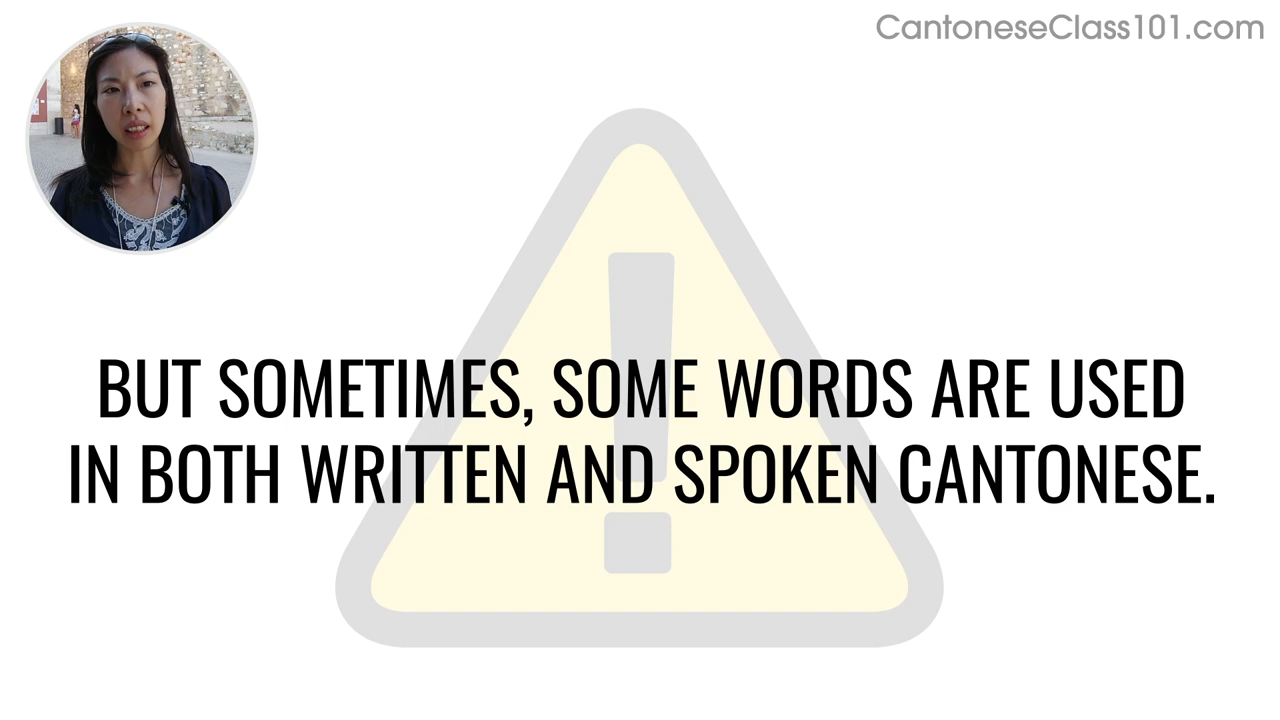 CantoneseClass101.com
BUT SOMETIMES, SOME WORDS ARE USED
IN BOTH WRITTEN AND SPOKEN CANTONESE.